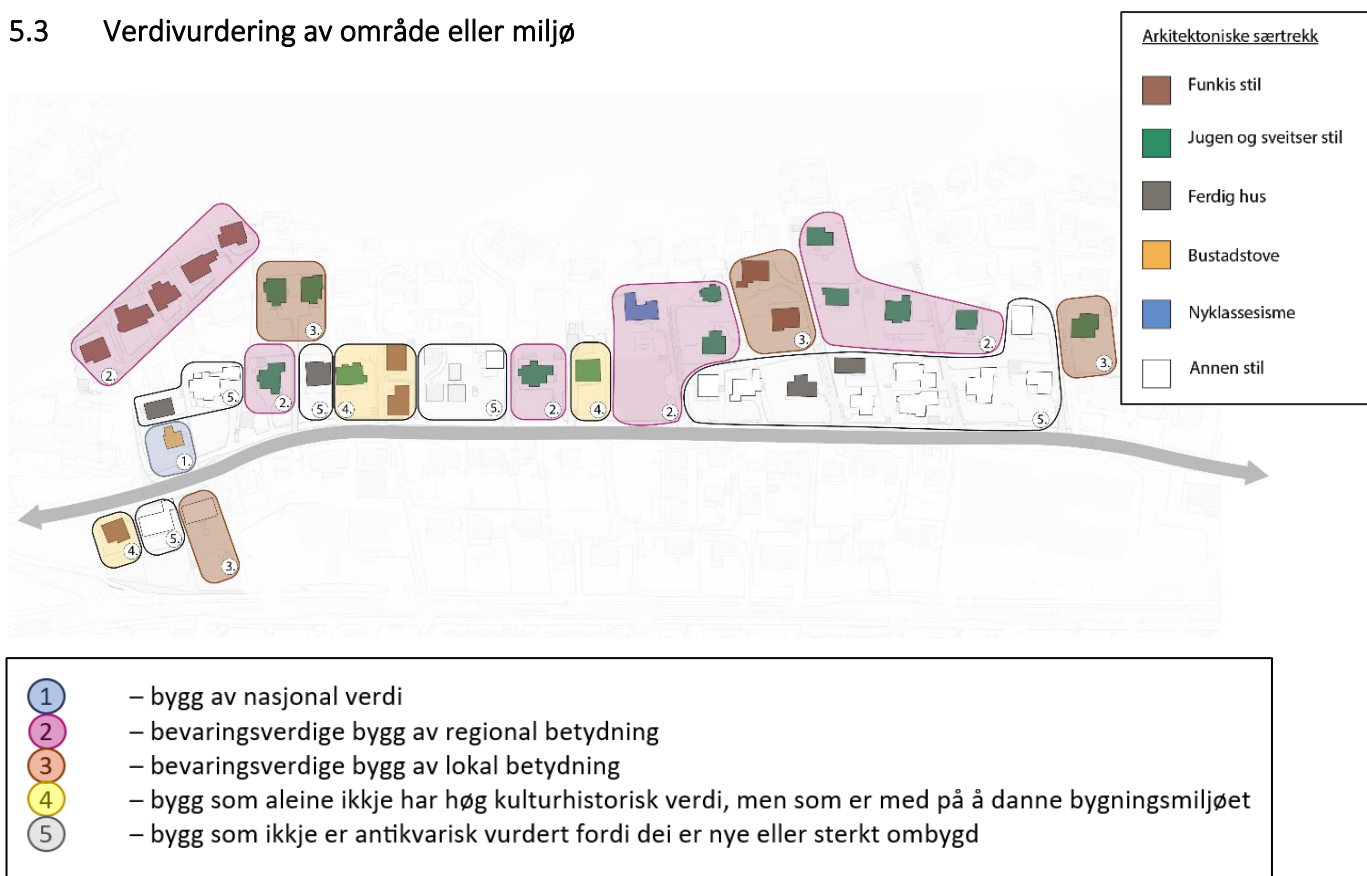 5.3 Verdivurdering av område eller miljø
Arkitektoniske særtrekk
Funkis stil
Jugen og sveitser stil
Ferdig hus
Bustadstove
Nyklassesisme
Annen stil
2.
3.
5.
2.
5.
4.
5.
2.
4.
2.
3.
2.
5.
3.
1.
4.
5.
3.
1 – bygg av nasjonal verdi
2 – bevaringsverdige bygg av regional betydning
3 – bevaringsverdige bygg av lokal betydning
4 – bygg som aleine ikkje har høg kulturhistorisk verdi, men som er med på å danne bygningsmiljøet
5 – bygg som ikkje er antikvarisk vurdert fordi dei er nye eller sterkt ombygd